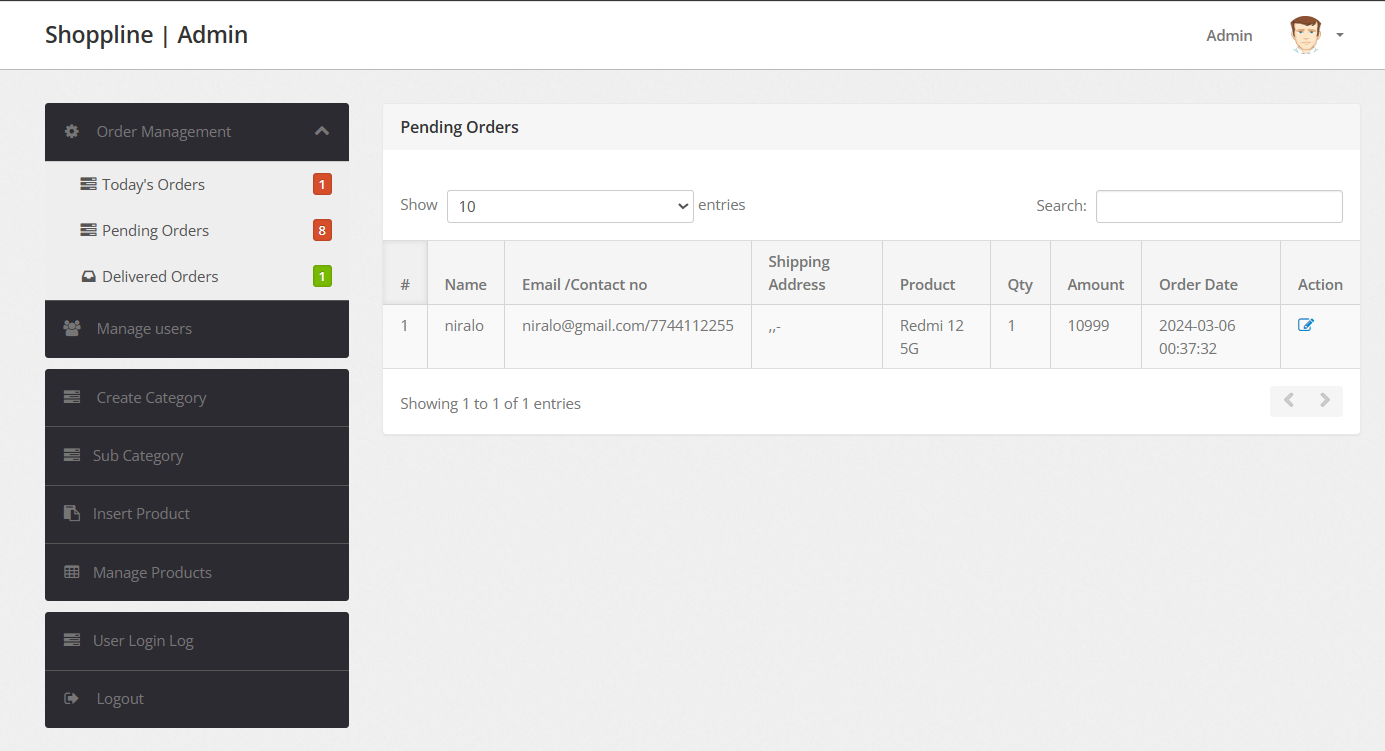 Shoppline | Admin
Admin
Order Management
Today's Orders 1
Pending Orders 8
Delivered Orders 1
Manage users
Create Category
Sub Category
Insert Product
Manage Products
User Login Log
Logout
Pending Orders
Show 10 entries
Search:
# Name Email /Contact no Shipping Address Product Qty Amount Order Date Action
1 niralo niralo@gmail.com/7744112255 ,,- Redmi 12 5G 1 10999 2024-03-06 00:37:32
Showing 1 to 1 of 1 entries